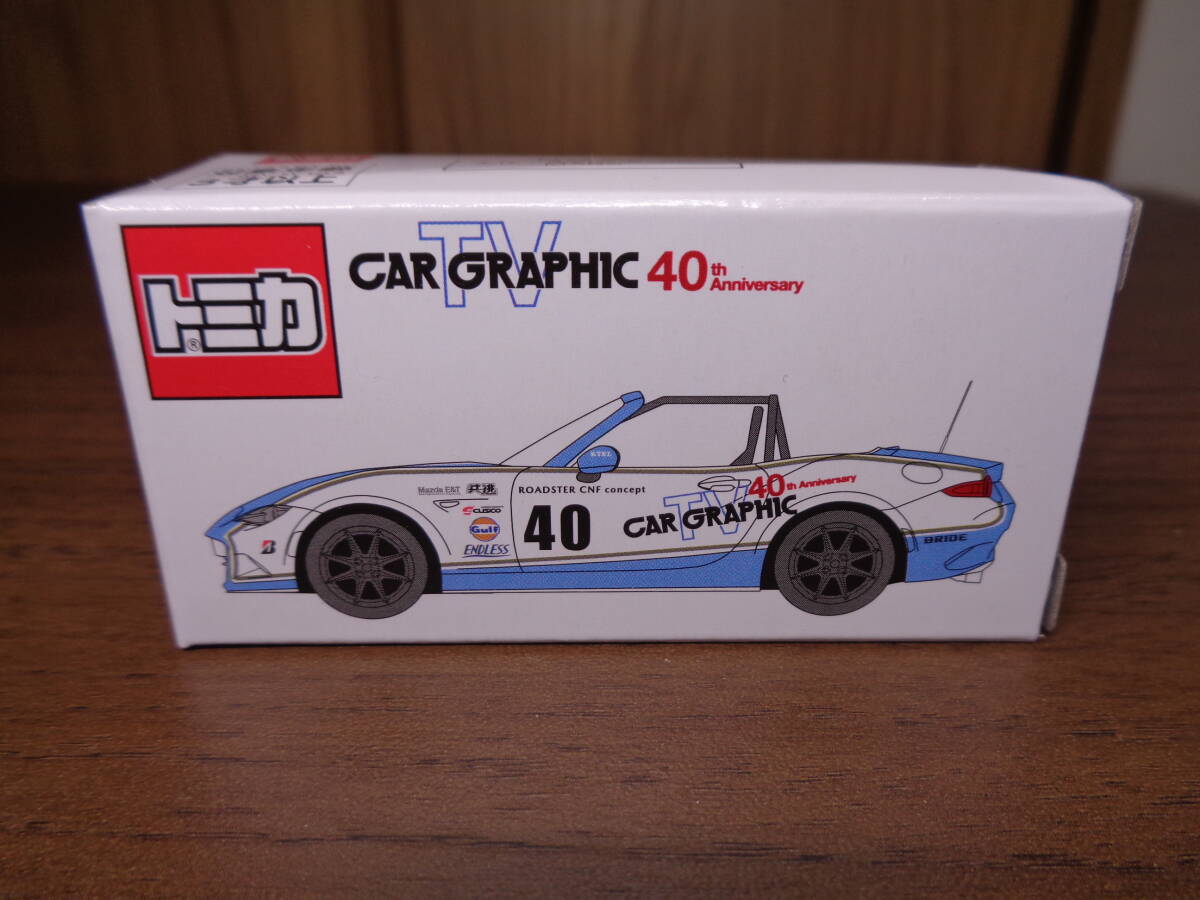 CAR GRAPHIC TV 40th Anniversary
トミカ®
KTEL
Mazda E&T
ROADSTER CNF concept
CUSCO
Gulf
ENDLESS
40
CAR GRAPHIC TV 40th Anniversary
B
BRIDE